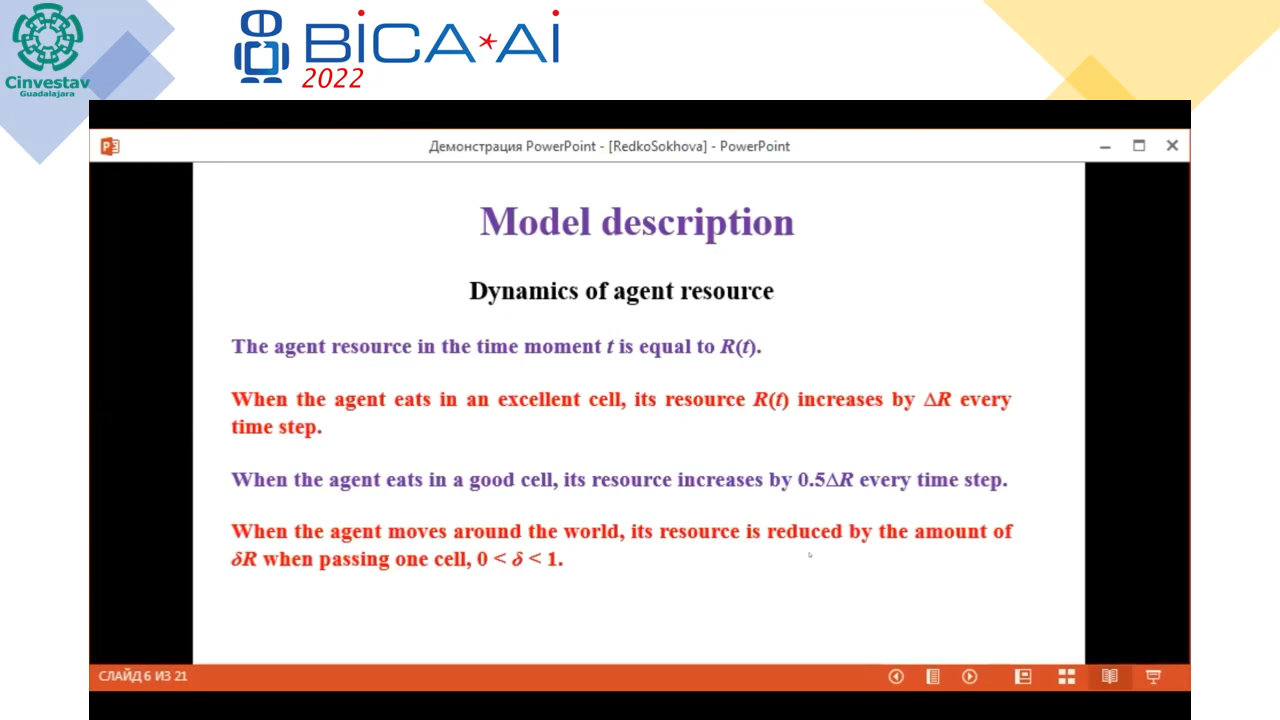 Cinvestav
Guadalajara
BICA*AI
2022
Демонстрация PowerPoint - [RedkoSokhova] - PowerPoint
Model description
Dynamics of agent resource
The agent resource in the time moment t is equal to R(t).
When the agent eats in an excellent cell, its resource R(t) increases by ΔR every
time step.
When the agent eats in a good cell, its resource increases by 0.5ΔR every time step.
When the agent moves around the world, its resource is reduced by the amount of
δR when passing one cell, 0 < δ < 1.
СЛАЙД 6 ИЗ 21